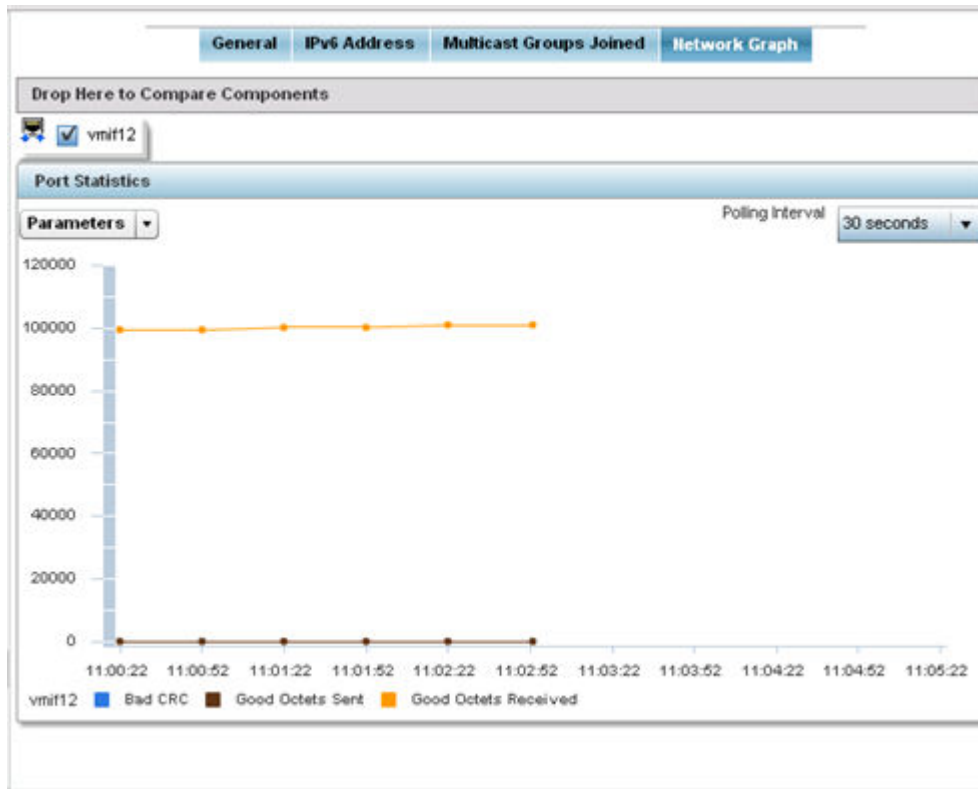 General IPv6 Address Multicast Groups Joined Network Graph
Drop Here to Compare Components
vmif12
Port Statistics
Parameters Polling Interval 30 seconds
120000
100000
80000
60000
40000
20000
0
11:00:22 11:00:52 11:01:22 11:01:52 11:02:22 11:02:52 11:03:22 11:03:52 11:04:22 11:04:52 11:05:22
vmif12 Bad CRC Good Octets Sent Good Octets Received